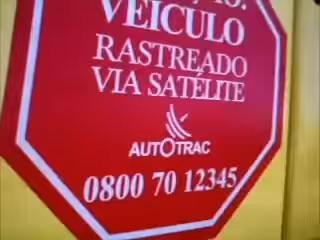 VEÍCULO
RASTREADO
VIA SATÉLITE
AUTOTRAC
0800 70 12345